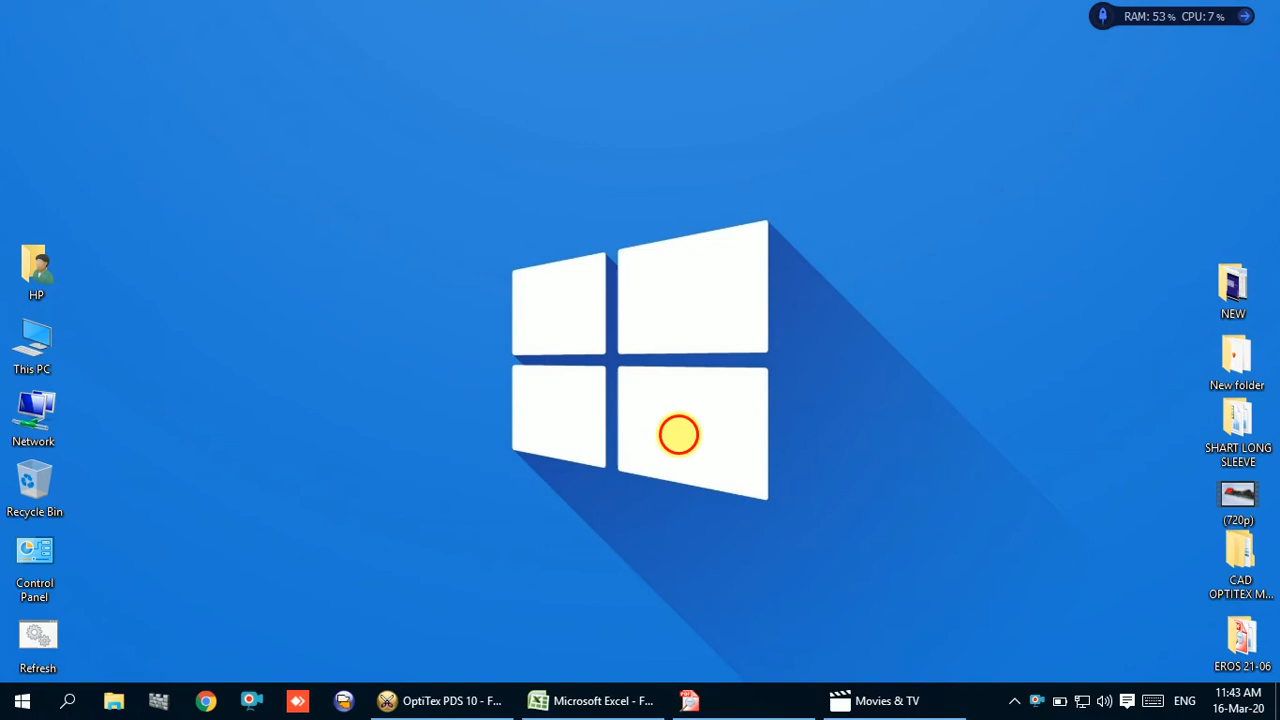 RAM: 53 % CPU: 7 %
HP
This PC
Network
Recycle Bin
Control
Panel
Refresh
NEW
New folder
SHART LONG
SLEEVE
(720p)
CAD
OPTITEX M...
EROS 21-06
OptiTex PDS 10 - F...
Microsoft Excel - F...
PDF
Movies & TV
ENG
11:43 AM
16-Mar-20